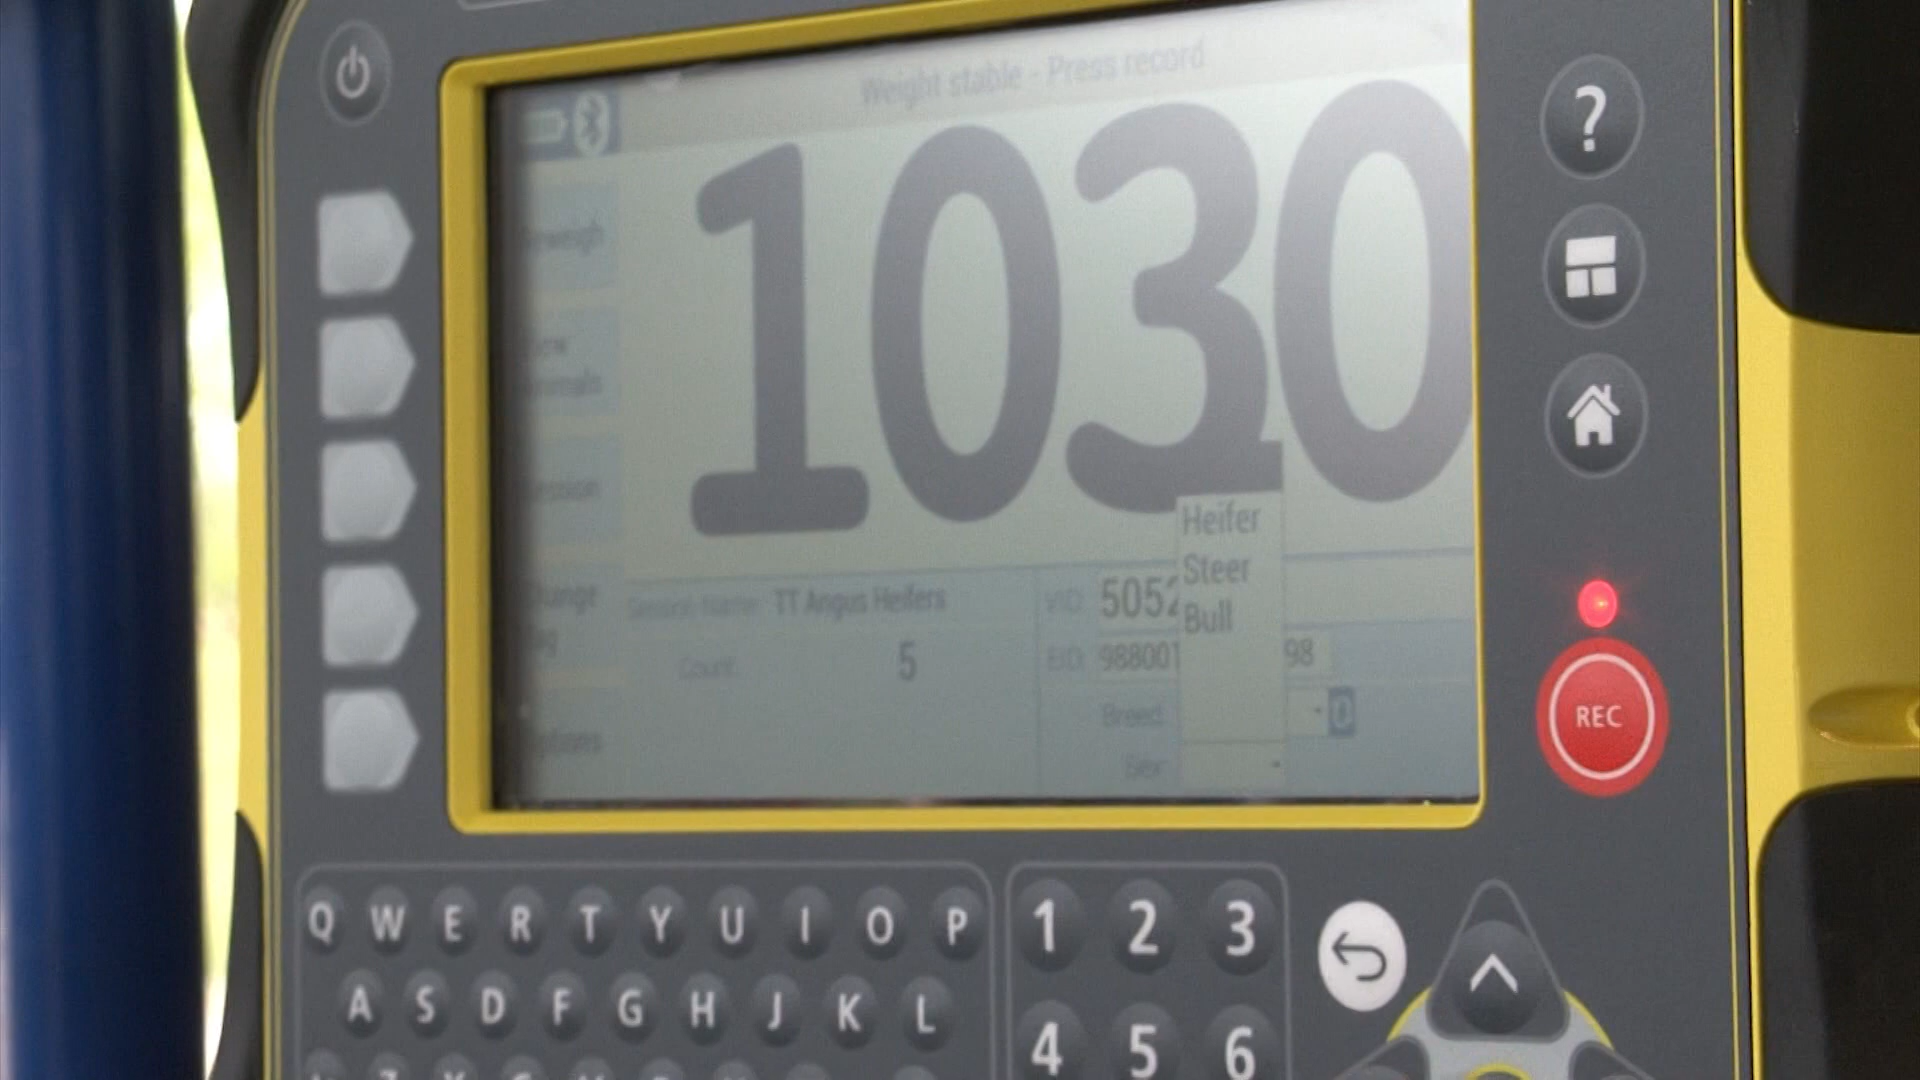 Weight stable - Press record
1030
Heifer
Steer
Bull
Session Name: TT Angus Heifers
VID: 5052
Count: 5
EID: 988001 98
Breed:
Sex:
REC
Q W E R T Y U I O P
A S D F G H J K L
1 2 3
4 5 6
?